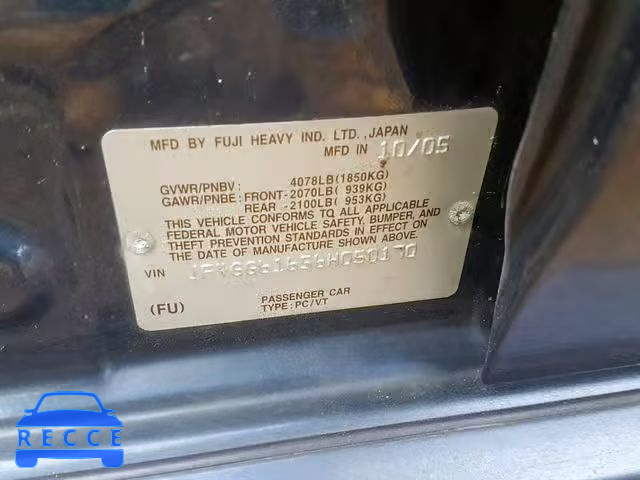 MFD BY FUJI HEAVY IND. LTD.,JAPAN
MFD IN 10/05
GVWR/PNBV: 4078LB(1850KG)
GAWR/PNBE: FRONT-2070LB( 939KG)
REAR -2100LB( 953KG)
THIS VEHICLE CONFORMS TO ALL APPLICABLE
FEDERAL MOTOR VEHICLE SAFETY, BUMPER, AND
THEFT PREVENTION STANDARDS IN EFFECT ON
THE DATE OF MANUFACTURE SHOWN ABOVE.
VIN JF4GG61656H050170
(FU) PASSENGER CAR
TYPE:PC/VT
RECCE